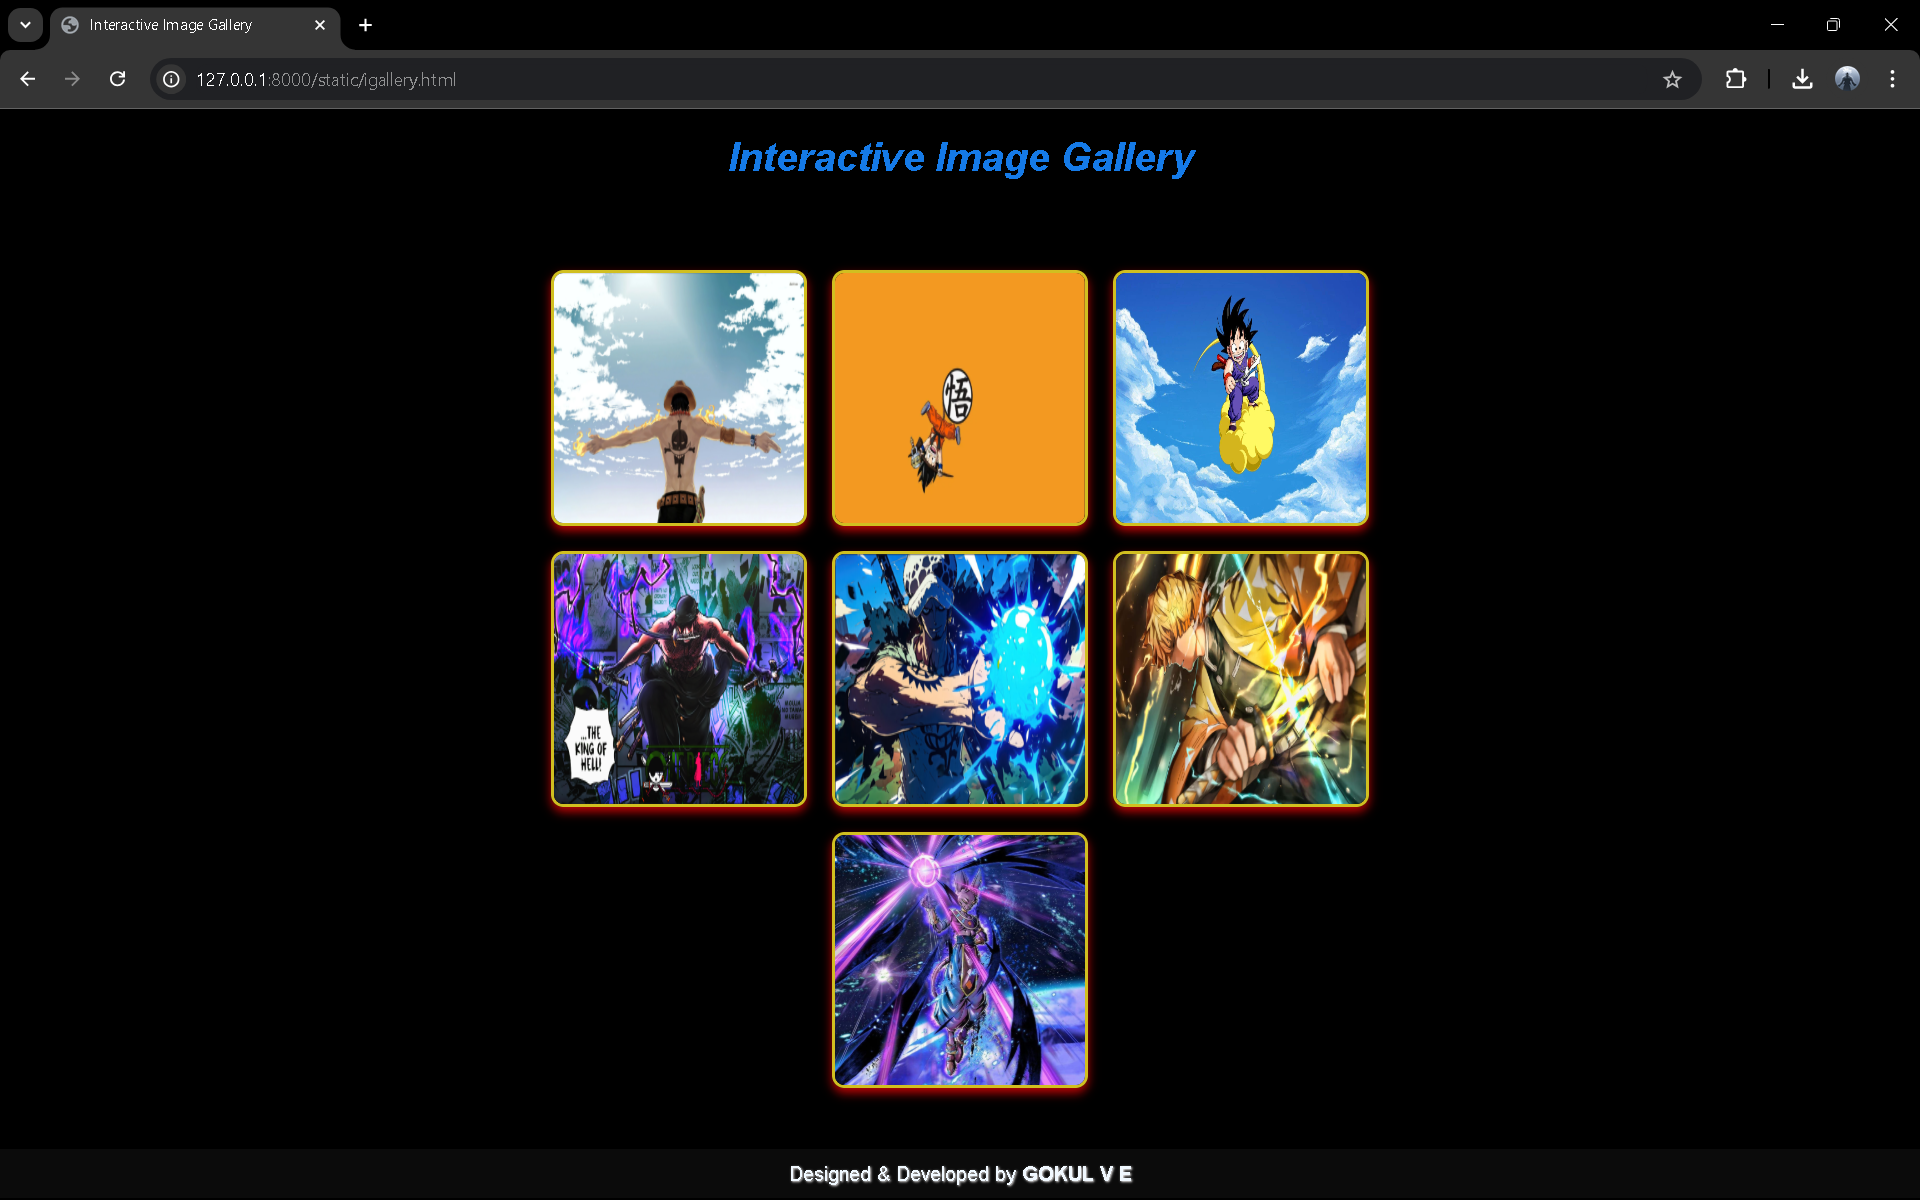 Interactive Image Gallery
127.0.0.1:8000/static/igallery.html
Interactive Image Gallery
悟
...THE
KING OF
HELL!
Designed & Developed by GOKUL V E